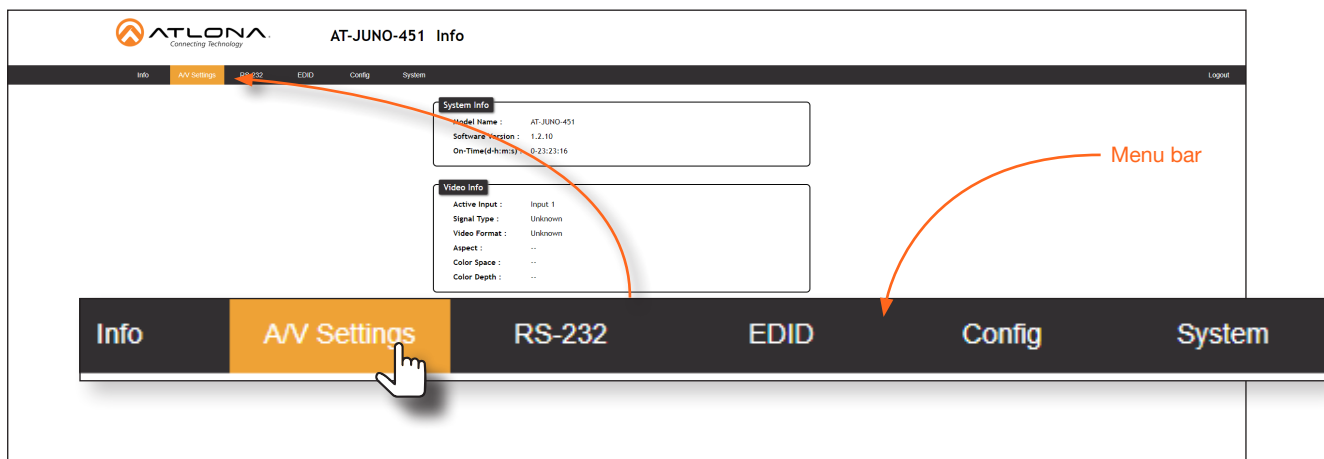 ATLONA.
Connecting Technology
AT-JUNO-451 Info
Info A/V Settings RS-232 EDID Config System Logout
System Info
Model Name : AT-JUNO-451
Software Version : 1.2.10
On-Time(d-h:m:s) : 0-23:23:16
Menu bar
Video Info
Active Input : Input 1
Signal Type : Unknown
Video Format : Unknown
Aspect : --
Color Space : --
Color Depth : --
Info A/V Settings RS-232 EDID Config System